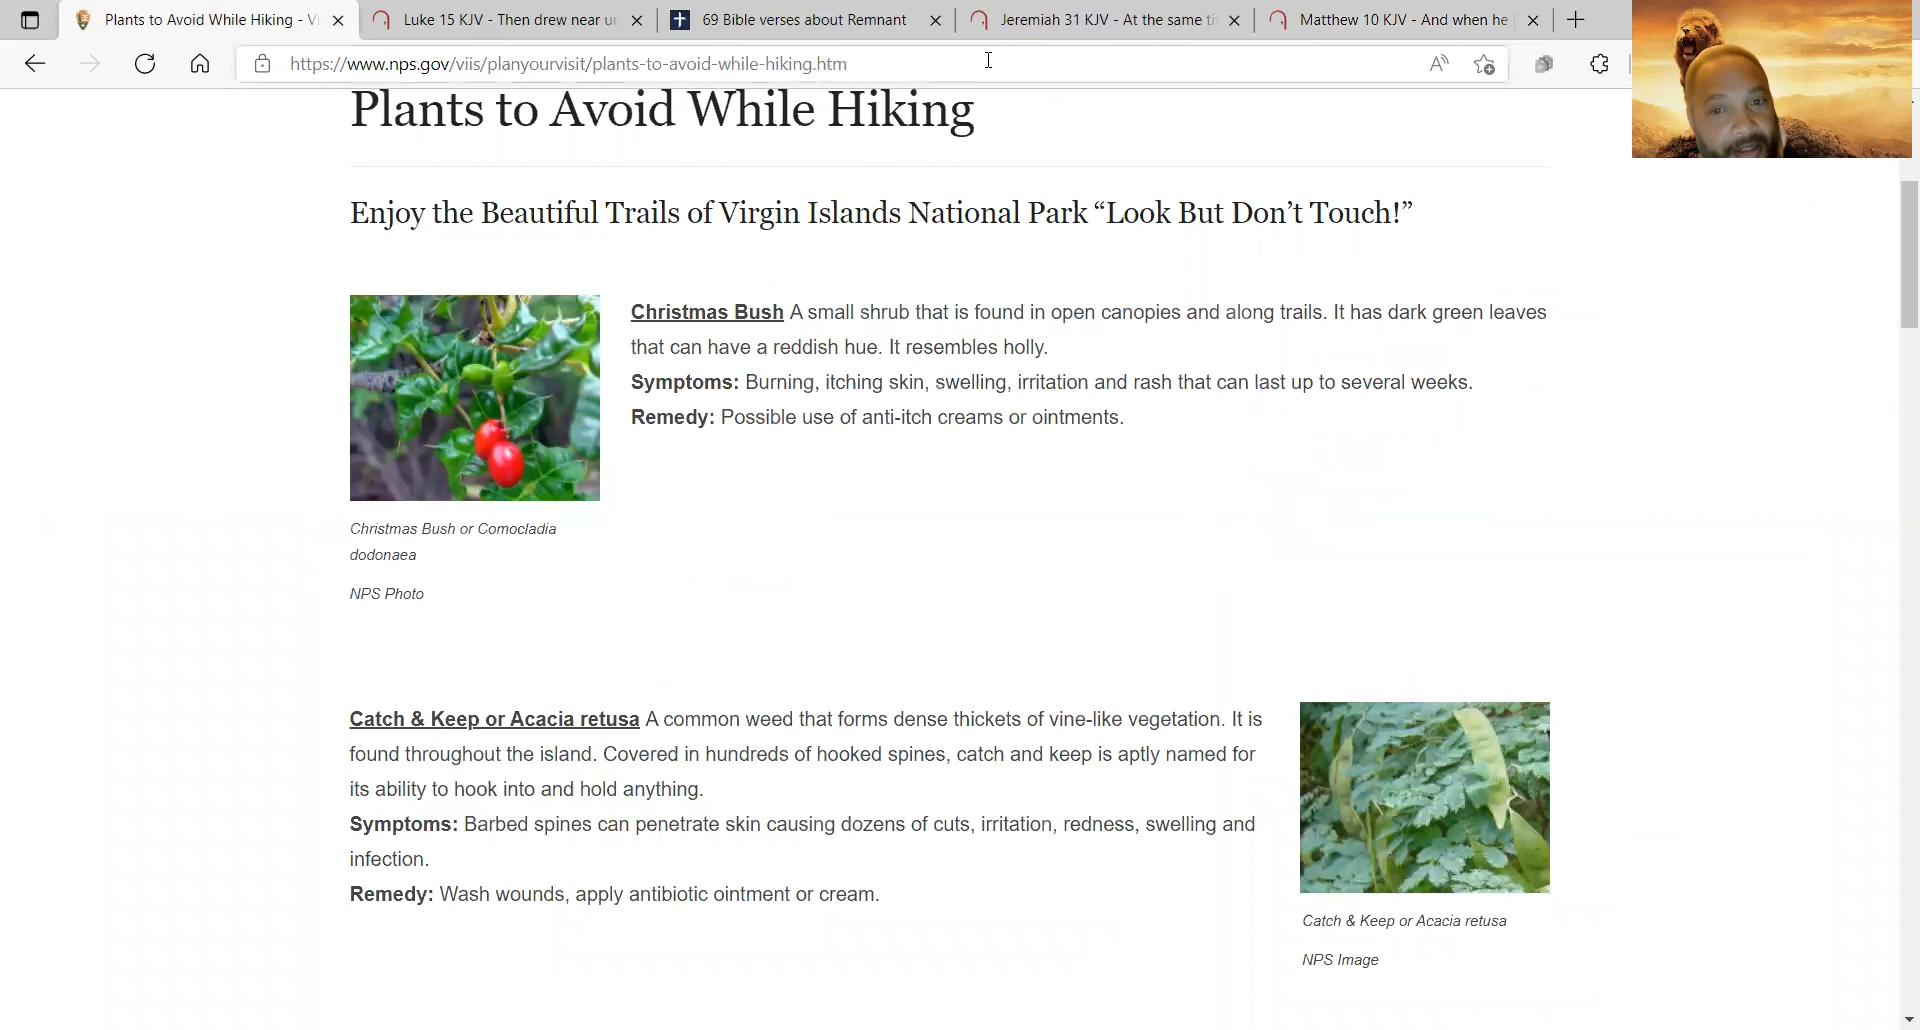 Plants to Avoid While Hiking - Vi
Luke 15 KJV - Then drew near un
69 Bible verses about Remnant
Jeremiah 31 KJV - At the same ti
Matthew 10 KJV - And when he
https://www.nps.gov/viis/planyourvisit/plants-to-avoid-while-hiking.htm
Plants to Avoid While Hiking
Enjoy the Beautiful Trails of Virgin Islands National Park “Look But Don’t Touch!”
Christmas Bush A small shrub that is found in open canopies and along trails. It has dark green leaves
that can have a reddish hue. It resembles holly.
Symptoms: Burning, itching skin, swelling, irritation and rash that can last up to several weeks.
Remedy: Possible use of anti-itch creams or ointments.
Christmas Bush or Comocladia
dodonaea
NPS Photo
Catch & Keep or Acacia retusa A common weed that forms dense thickets of vine-like vegetation. It is
found throughout the island. Covered in hundreds of hooked spines, catch and keep is aptly named for
its ability to hook into and hold anything.
Symptoms: Barbed spines can penetrate skin causing dozens of cuts, irritation, redness, swelling and
infection.
Remedy: Wash wounds, apply antibiotic ointment or cream.
Catch & Keep or Acacia retusa
NPS Image